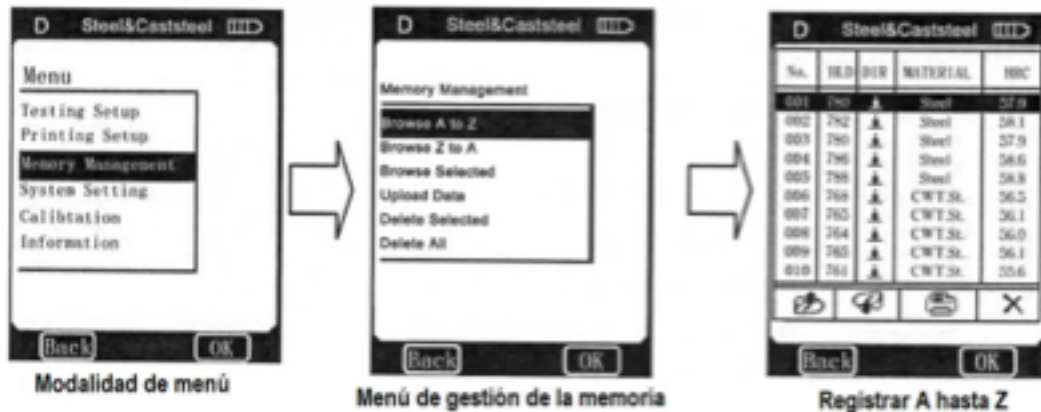 D Steel&Caststeel
Menu
Testing Setup
Printing Setup
Memory Management
System Setting
Calibtation
Information
Back OK
Modalidad de menú
D Steel&Caststeel
Memory Management
Browse A to Z
Browse Z to A
Browse Selected
Upload Data
Delete Selected
Delete All
Back OK
Menú de gestión de la memoria
D Steel&Caststeel
No. HLD DIR MATERIAL HRC
001 780 Steel 57.9
002 782 Steel 58.1
003 780 Steel 57.9
004 786 Steel 58.6
005 788 Steel 58.8
006 768 CWT.St. 56.5
007 765 CWT.St. 56.1
008 764 CWT.St. 56.0
009 765 CWT.St. 56.1
010 761 CWT.St. 55.6
Back OK
Registrar A hasta Z